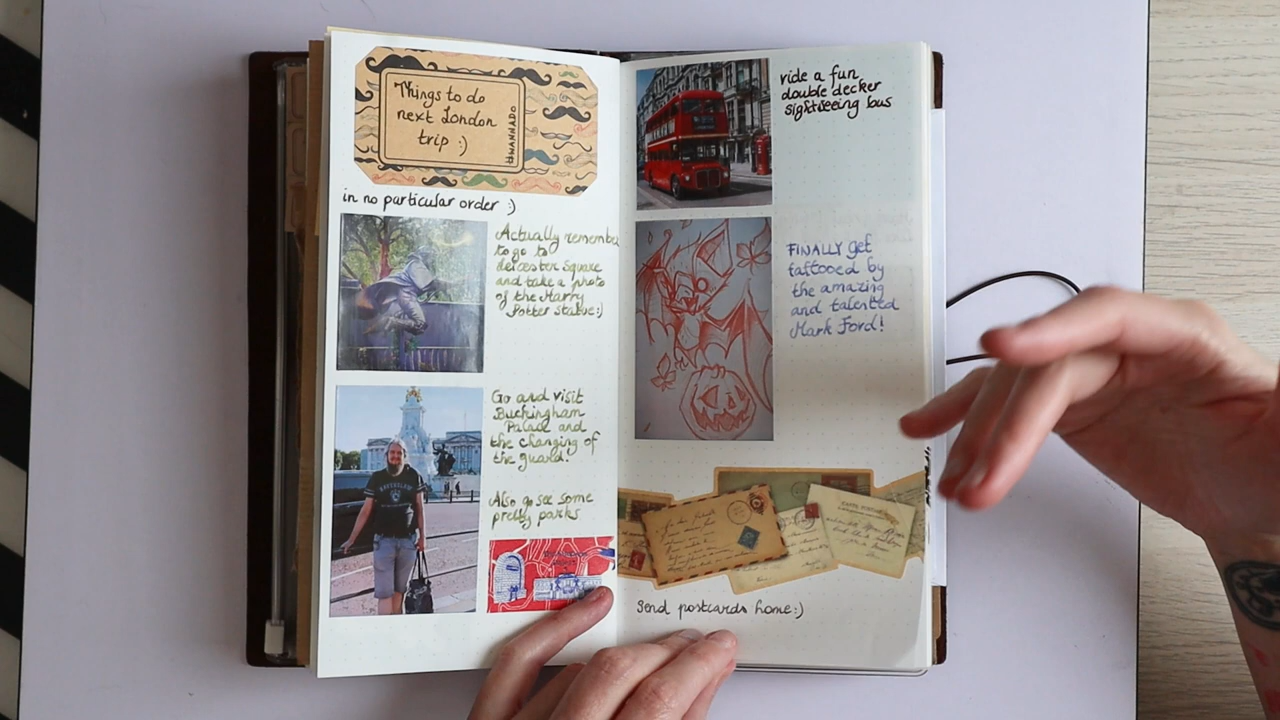 Things to do
next London
trip :)
#WANNADO
in no particular order :)
Actually remember
to go to
Leicester Square
and take a photo
of the Harry
Potter statue:)
Go and visit
Buckingham
Palace and
the changing of
the guard!
Also go see some
pretty parks
RAVENCLAW
ride a fun
double decker
sightseeing bus
FINALLY get
tattooed by
the amazing
and talented
Mark Ford!
Send postcards home:)